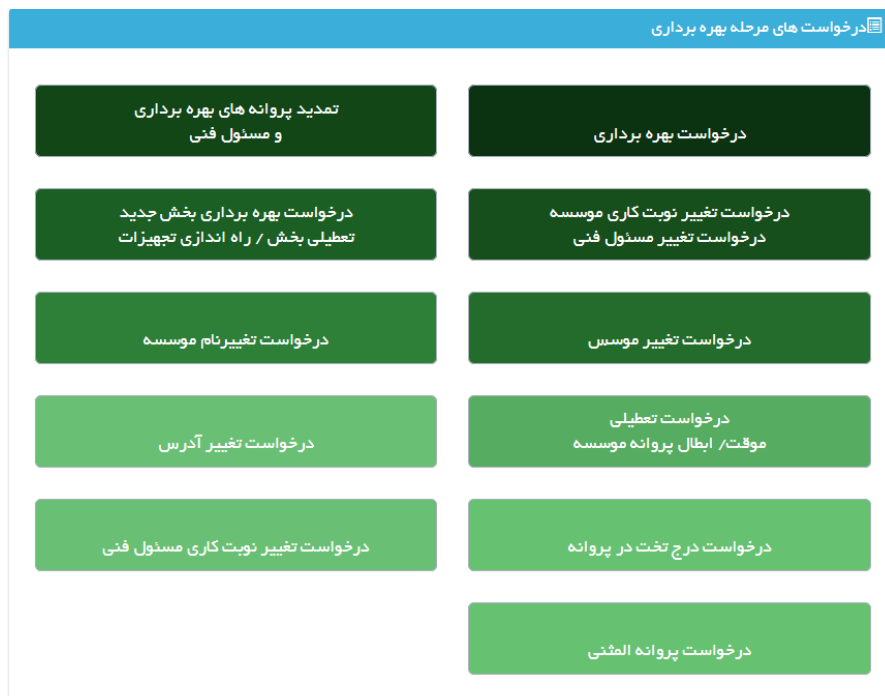 درخواست های مرحله بهره برداری
درخواست بهره برداری
تمدید پروانه های بهره برداری
و مسئول فنی
درخواست تغییر نوبت کاری موسسه
درخواست تغییر مسئول فنی
درخواست بهره برداری بخش جدید
تعطیلی بخش / راه اندازی تجهیزات
درخواست تغییر موسس
درخواست تغییرنام موسسه
درخواست تعطیلی
موقت/ ابطال پروانه موسسه
درخواست تغییر آدرس
درخواست درج تخت در پروانه
درخواست تغییر نوبت کاری مسئول فنی
درخواست پروانه المثنی